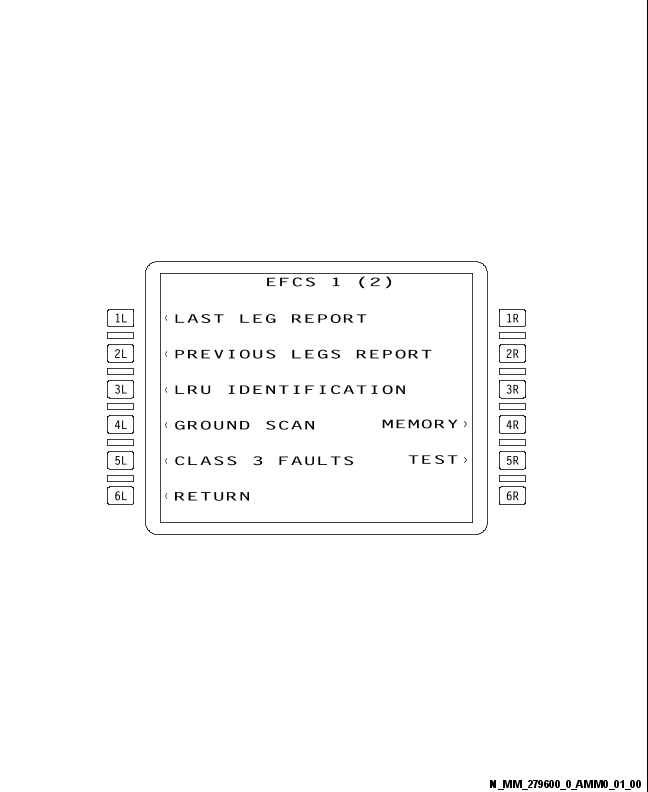 EFCS 1 (2)
1L ‹LAST LEG REPORT 1R
2L ‹PREVIOUS LEGS REPORT 2R
3L ‹LRU IDENTIFICATION 3R
4L ‹GROUND SCAN MEMORY› 4R
5L ‹CLASS 3 FAULTS TEST› 5R
6L ‹RETURN 6R
N_MM_279600_0_AMM0_01_00